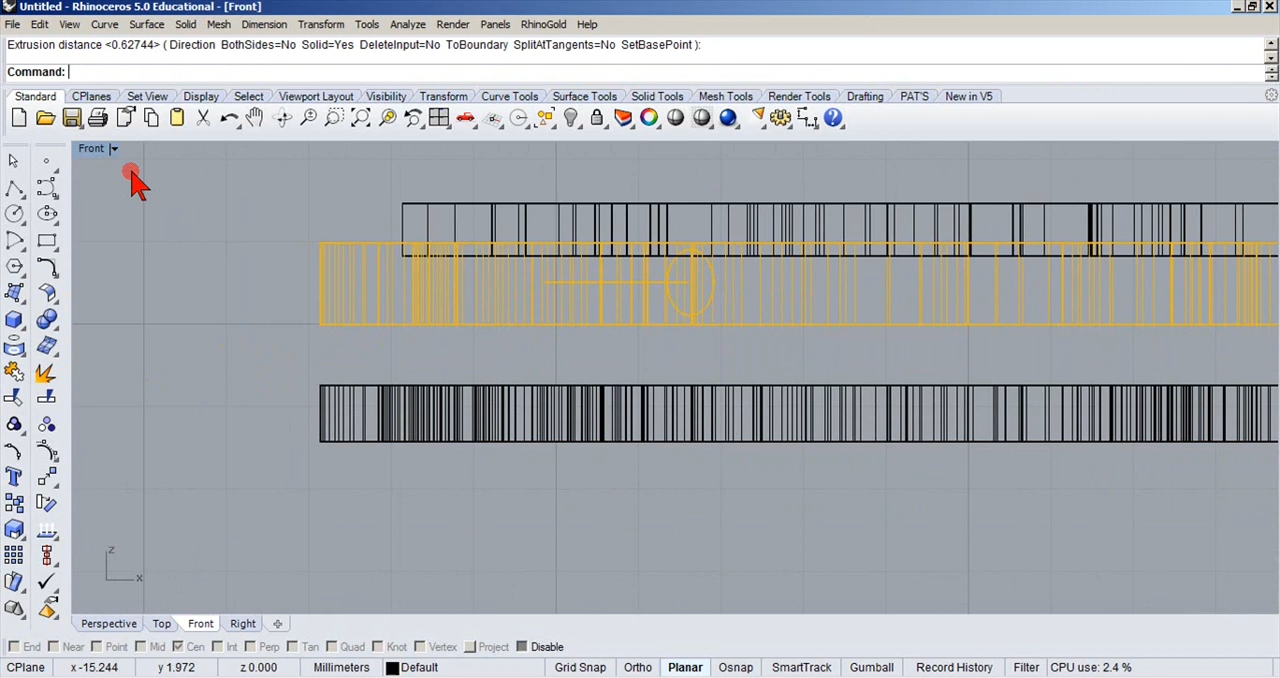 Untitled - Rhinoceros 5.0 Educational - [Front]
File Edit View Curve Surface Solid Mesh Dimension Transform Tools Analyze Render Panels RhinoGold Help
Extrusion distance <0.62744> ( Direction BothSides=No Solid=Yes DeleteInput=No ToBoundary SplitAtTangents=No SetBasePoint ):
Command:
Standard CPlanes Set View Display Select Viewport Layout Visibility Transform Curve Tools Surface Tools Solid Tools Mesh Tools Render Tools Drafting PAT'S New in V5
Front
z
x
Perspective Top Front Right
End Near Point Mid Cen Int Perp Tan Quad Knot Vertex Project Disable
CPlane x -15.244 y 1.972 z 0.000 Millimeters Default Grid Snap Ortho Planar Osnap SmartTrack Gumball Record History Filter CPU use: 2.4 %